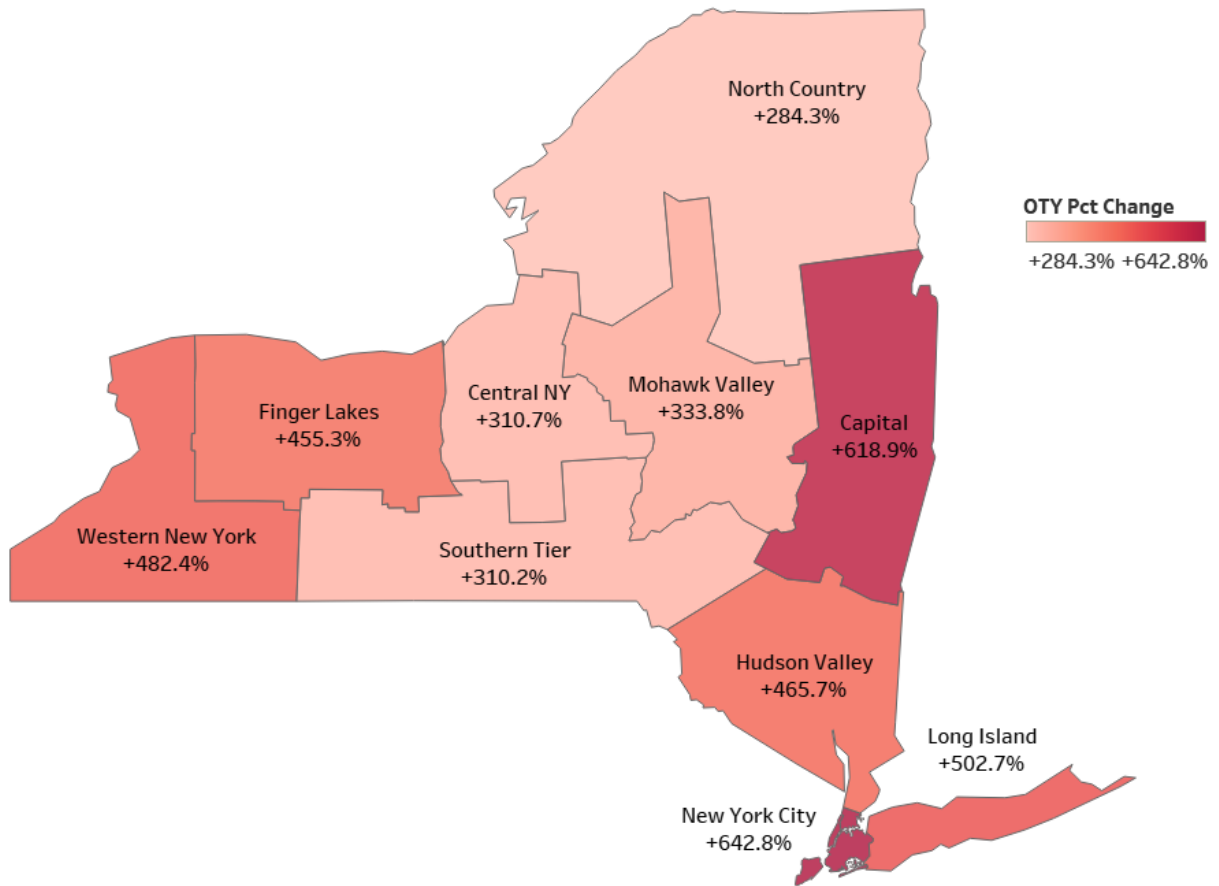 North Country
+284.3%
OTY Pct Change
+284.3% +642.8%
Central NY
+310.7%
Mohawk Valley
+333.8%
Finger Lakes
+455.3%
Capital
+618.9%
Western New York
+482.4%
Southern Tier
+310.2%
Hudson Valley
+465.7%
Long Island
+502.7%
New York City
+642.8%